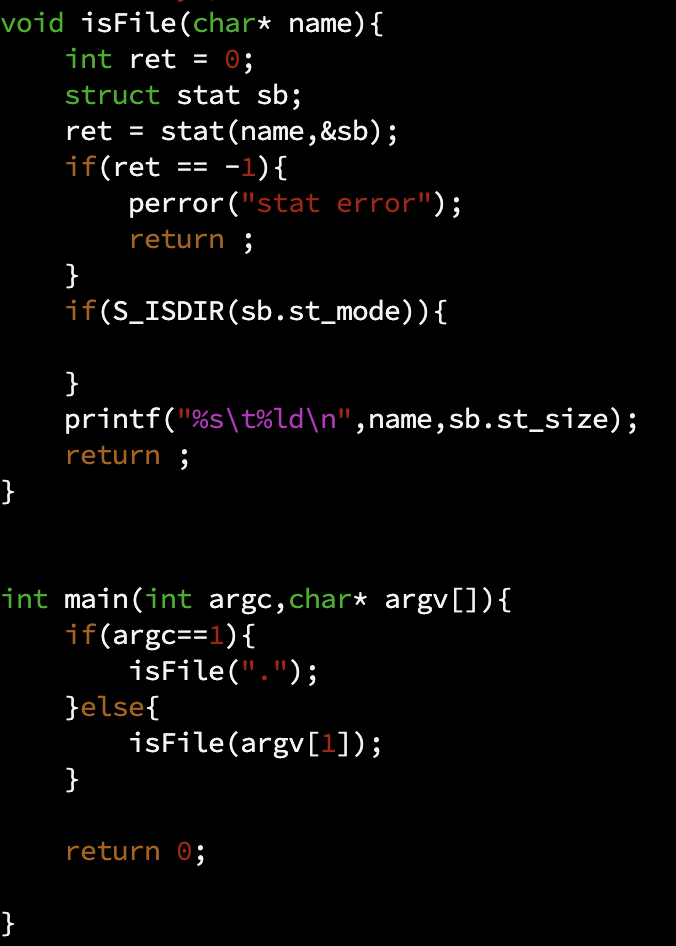 void isFile(char* name){
    int ret = 0;
    struct stat sb;
    ret = stat(name,&sb);
    if(ret == -1){
        perror("stat error");
        return ;
    }
    if(S_ISDIR(sb.st_mode)){
    }
    printf("%s\t%ld\n",name,sb.st_size);
    return ;
}
int main(int argc,char* argv[]){
    if(argc==1){
        isFile(".");
    }else{
        isFile(argv[1]);
    }
    return 0;
}